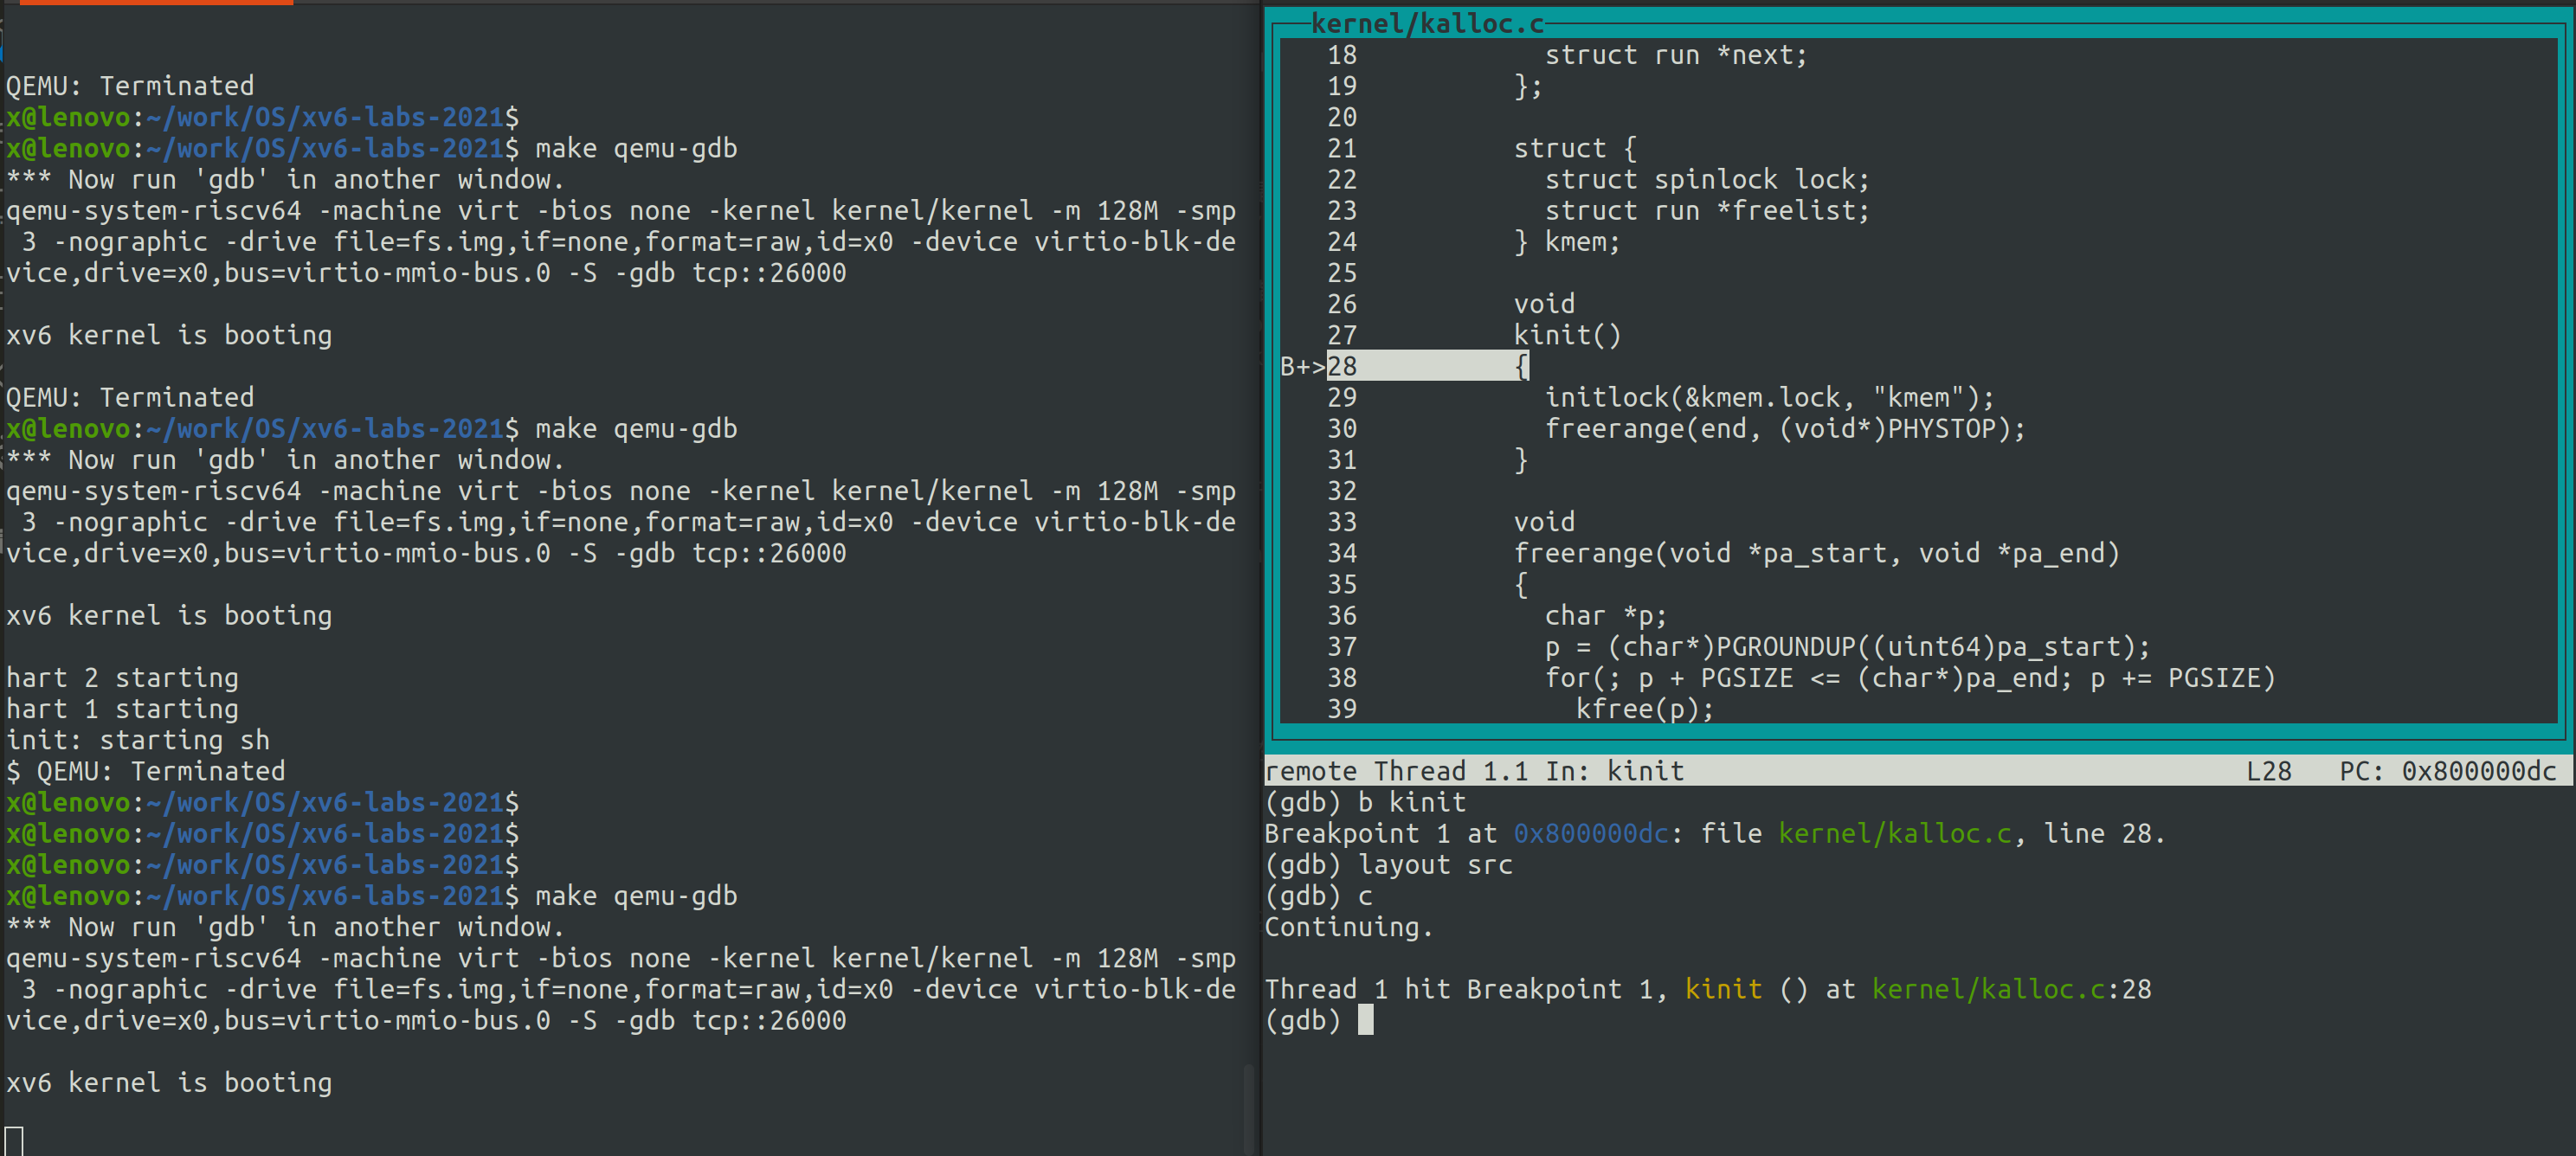 QEMU: Terminated
x@lenovo:~/work/OS/xv6-labs-2021$
x@lenovo:~/work/OS/xv6-labs-2021$ make qemu-gdb
*** Now run 'gdb' in another window.
qemu-system-riscv64 -machine virt -bios none -kernel kernel/kernel -m 128M -smp
 3 -nographic -drive file=fs.img,if=none,format=raw,id=x0 -device virtio-blk-de
vice,drive=x0,bus=virtio-mmio-bus.0 -S -gdb tcp::26000

xv6 kernel is booting

QEMU: Terminated
x@lenovo:~/work/OS/xv6-labs-2021$ make qemu-gdb
*** Now run 'gdb' in another window.
qemu-system-riscv64 -machine virt -bios none -kernel kernel/kernel -m 128M -smp
 3 -nographic -drive file=fs.img,if=none,format=raw,id=x0 -device virtio-blk-de
vice,drive=x0,bus=virtio-mmio-bus.0 -S -gdb tcp::26000

xv6 kernel is booting

hart 2 starting
hart 1 starting
init: starting sh
$ QEMU: Terminated
x@lenovo:~/work/OS/xv6-labs-2021$
x@lenovo:~/work/OS/xv6-labs-2021$
x@lenovo:~/work/OS/xv6-labs-2021$
x@lenovo:~/work/OS/xv6-labs-2021$ make qemu-gdb
*** Now run 'gdb' in another window.
qemu-system-riscv64 -machine virt -bios none -kernel kernel/kernel -m 128M -smp
 3 -nographic -drive file=fs.img,if=none,format=raw,id=x0 -device virtio-blk-de
vice,drive=x0,bus=virtio-mmio-bus.0 -S -gdb tcp::26000

xv6 kernel is booting

kernel/kalloc.c
18            struct run *next;
19          };
20
21          struct {
22            struct spinlock lock;
23            struct run *freelist;
24          } kmem;
25
26          void
27          kinit()
B+>28          {
29            initlock(&kmem.lock, "kmem");
30            freerange(end, (void*)PHYSTOP);
31          }
32
33          void
34          freerange(void *pa_start, void *pa_end)
35          {
36            char *p;
37            p = (char*)PGROUNDUP((uint64)pa_start);
38            for(; p + PGSIZE <= (char*)pa_end; p += PGSIZE)
39              kfree(p);
remote Thread 1.1 In: kinit L28 PC: 0x800000dc
(gdb) b kinit
Breakpoint 1 at 0x800000dc: file kernel/kalloc.c, line 28.
(gdb) layout src
(gdb) c
Continuing.

Thread 1 hit Breakpoint 1, kinit () at kernel/kalloc.c:28
(gdb)